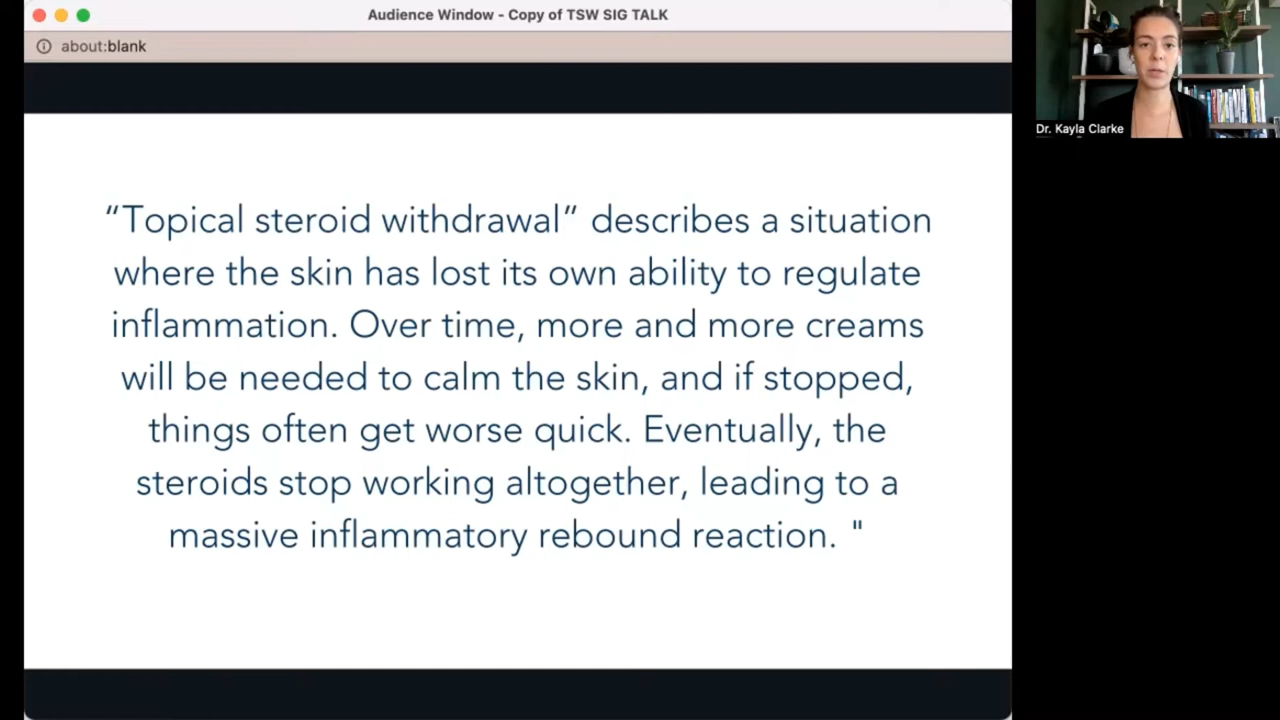 Audience Window - Copy of TSW SIG TALK
about:blank
“Topical steroid withdrawal” describes a situation
where the skin has lost its own ability to regulate
inflammation. Over time, more and more creams
will be needed to calm the skin, and if stopped,
things often get worse quick. Eventually, the
steroids stop working altogether, leading to a
massive inflammatory rebound reaction. "
Dr. Kayla Clarke